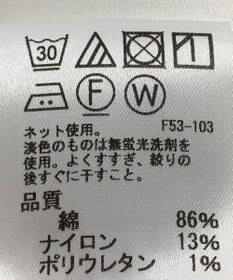 30
1
F W
ネット使用。 F53-103
淡色のものは無蛍光洗剤を
使用。よくすすぎ、絞りの
後すぐに干すこと。
品質
綿 86%
ナイロン 13%
ポリウレタン 1%